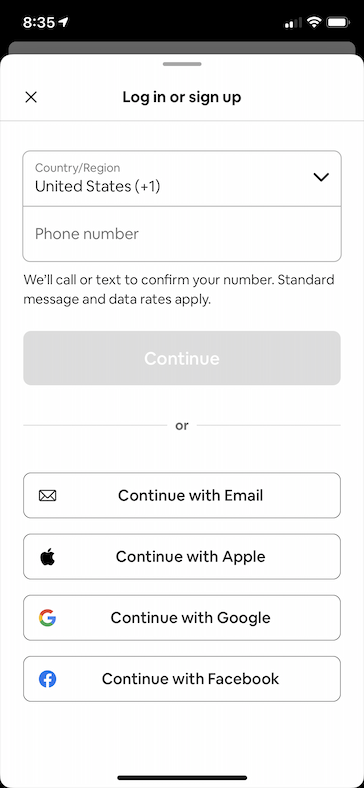 8:35
Log in or sign up
Country/Region
United States (+1)
Phone number
We'll call or text to confirm your number. Standard
message and data rates apply.
Continue
or
Continue with Email
Continue with Apple
Continue with Google
Continue with Facebook